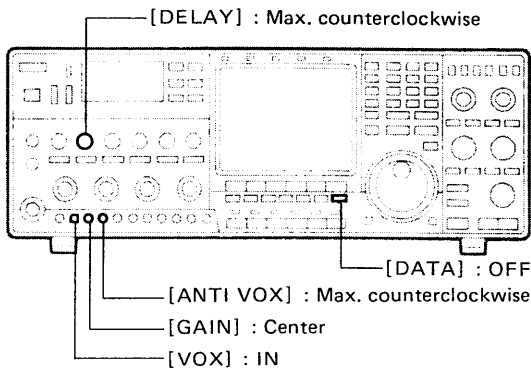 [DELAY] : Max. counterclockwise
[DATA] : OFF
[ANTI VOX] : Max. counterclockwise
[GAIN] : Center
[VOX] : IN